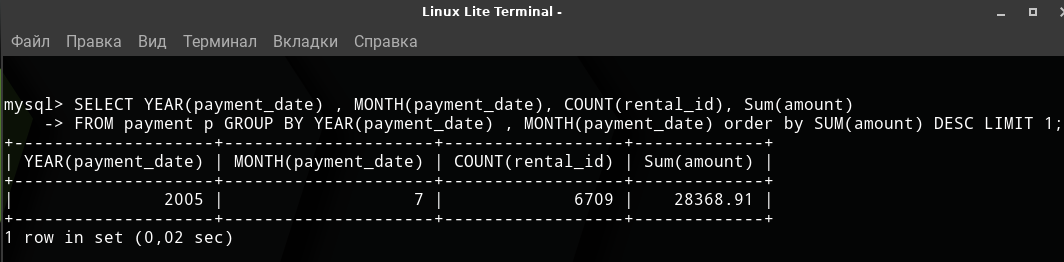 Linux Lite Terminal -
Файл Правка Вид Терминал Вкладки Справка
mysql> SELECT YEAR(payment_date) , MONTH(payment_date), COUNT(rental_id), Sum(amount)
    -> FROM payment p GROUP BY YEAR(payment_date) , MONTH(payment_date) order by SUM(amount) DESC LIMIT 1;
+--------------------+---------------------+------------------+-------------+
| YEAR(payment_date) | MONTH(payment_date) | COUNT(rental_id) | Sum(amount) |
+--------------------+---------------------+------------------+-------------+
|               2005 |                   7 |             6709 |    28368.91 |
+--------------------+---------------------+------------------+-------------+
1 row in set (0,02 sec)